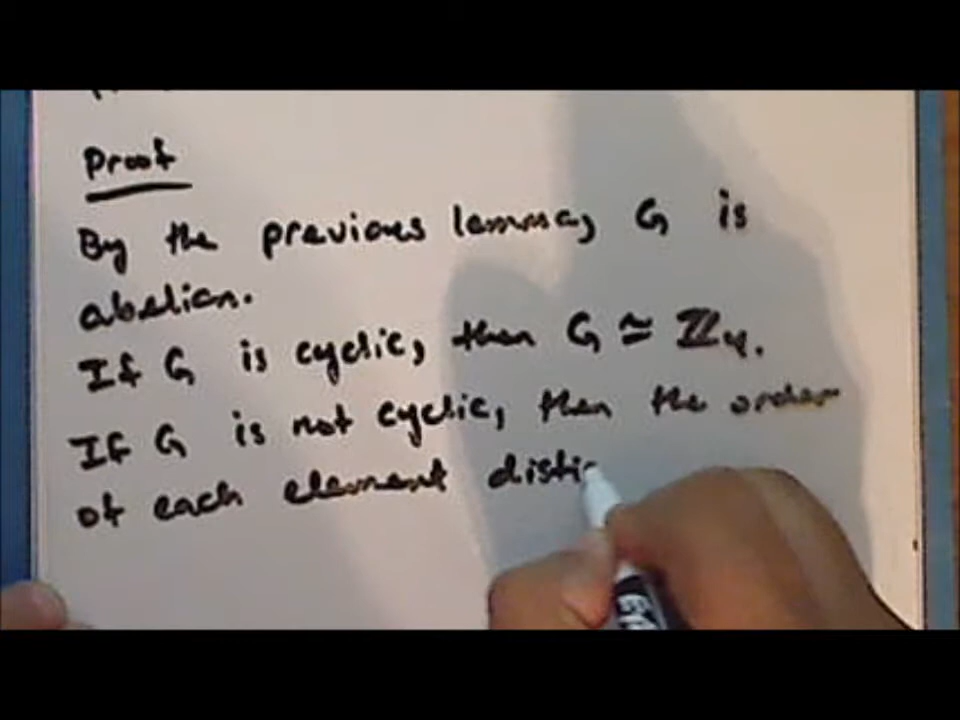 Proof
By the previous lemma, G is
abelian.
If G is cyclic, then G ≃ ℤ₄.
If G is not cyclic, then the order
of each element disti